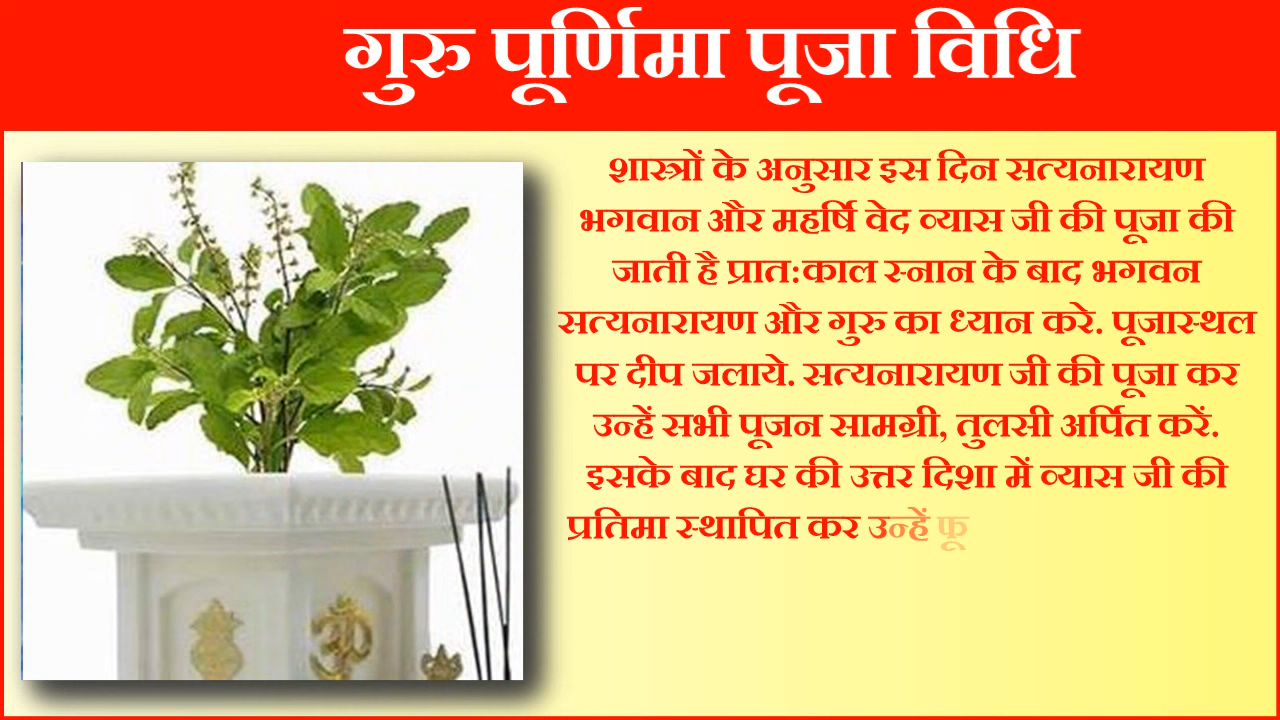 गुरु पूर्णिमा पूजा विधि
शास्त्रों के अनुसार इस दिन सत्यनारायण
भगवान और महर्षि वेद व्यास जी की पूजा की
जाती है प्रात:काल स्नान के बाद भगवन
सत्यनारायण और गुरु का ध्यान करे. पूजास्थल
पर दीप जलाये. सत्यनारायण जी की पूजा कर
उन्हें सभी पूजन सामग्री, तुलसी अर्पित करें.
इसके बाद घर की उत्तर दिशा में व्यास जी की
प्रतिमा स्थापित कर उन्हें फू
ॐ